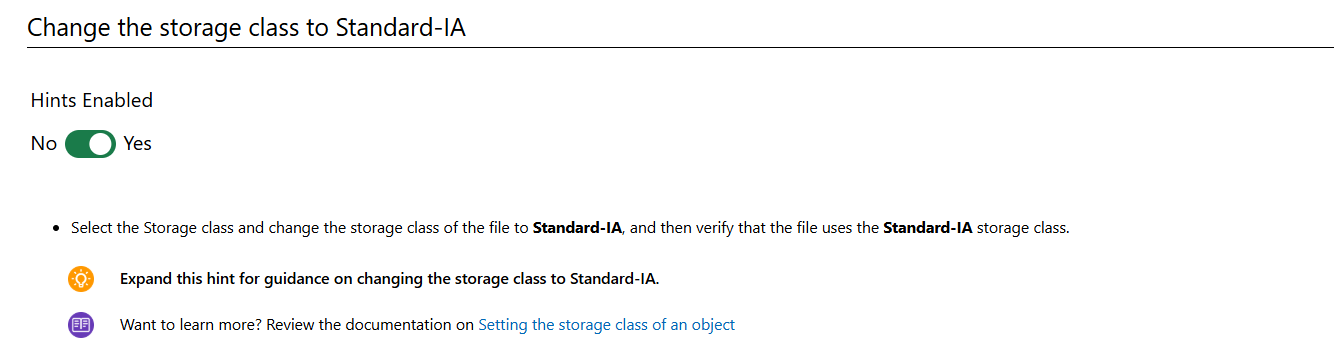 Change the storage class to Standard-IA
Hints Enabled
No Yes
• Select the Storage class and change the storage class of the file to Standard-IA, and then verify that the file uses the Standard-IA storage class.
Expand this hint for guidance on changing the storage class to Standard-IA.
Want to learn more? Review the documentation on Setting the storage class of an object